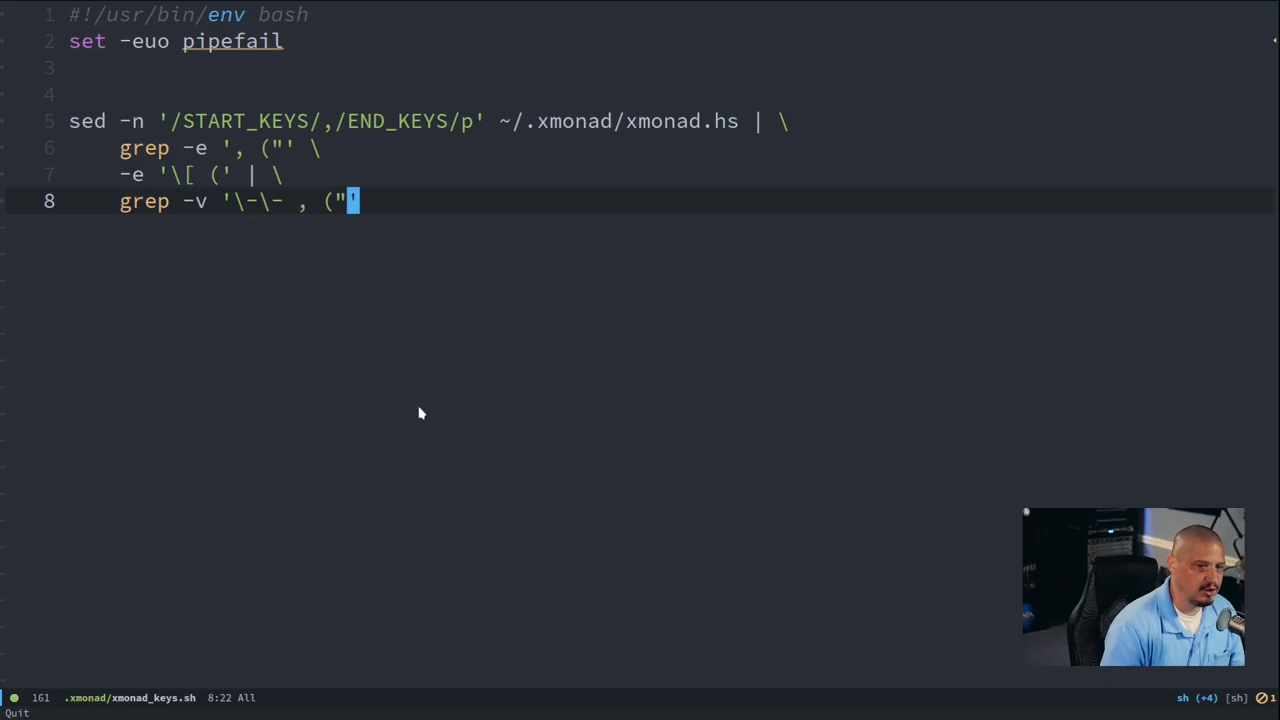 1 #!/usr/bin/env bash
2 set -euo pipefail
3
4
5 sed -n '/START_KEYS/,/END_KEYS/p' ~/.xmonad/xmonad.hs | \
6 grep -e ', ("' \
7 -e '\[ (' | \
8 grep -v '\-\- , ("'
161 .xmonad/xmonad_keys.sh 8:22 All sh (+4) [sh] 1
Quit